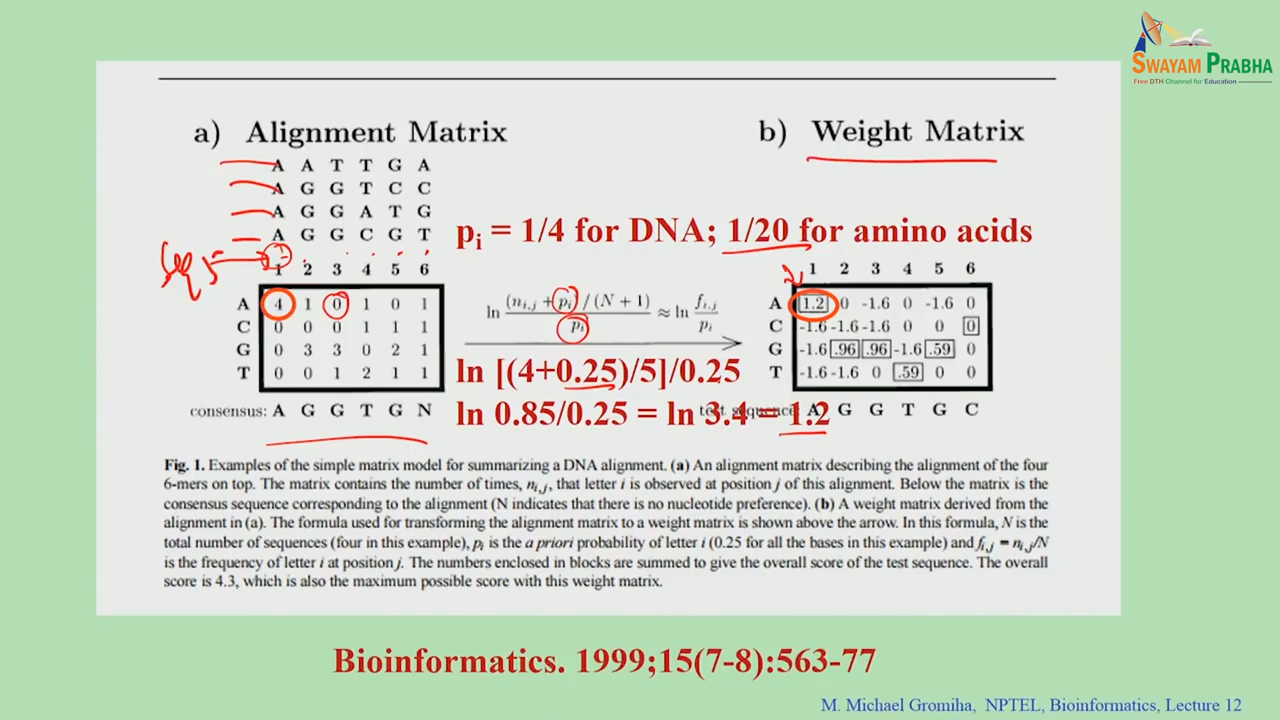 SWAYAM PRABHA
Free DTH Channel for Education
a) Alignment Matrix
A A T T G A
A G G T C C
A G G A T G
A G G C G T
Seq 5
1 2 3 4 5 6
A 4 1 0 1 0 1
C 0 0 0 1 1 1
G 0 3 3 0 2 1
T 0 0 1 2 1 1
consensus: A G G T G N
pi = 1/4 for DNA; 1/20 for amino acids
ln (ni,j + pi) / (N + 1) / pi ≈ ln fi,j / pi
ln [(4+0.25)/5]/0.25
ln 0.85/0.25 = ln 3.4 = 1.2
b) Weight Matrix
1 2 3 4 5 6
A 1.2 0 -1.6 0 -1.6 0
C -1.6 -1.6 -1.6 0 0 0
G -1.6 .96 .96 -1.6 .59 0
T -1.6 -1.6 0 .59 0 0
test sequence A G G T G C
Fig. 1. Examples of the simple matrix model for summarizing a DNA alignment. (a) An alignment matrix describing the alignment of the four
6-mers on top. The matrix contains the number of times, ni,j, that letter i is observed at position j of this alignment. Below the matrix is the
consensus sequence corresponding to the alignment (N indicates that there is no nucleotide preference). (b) A weight matrix derived from the
alignment in (a). The formula used for transforming the alignment matrix to a weight matrix is shown above the arrow. In this formula, N is the
total number of sequences (four in this example), pi is the a priori probability of letter i (0.25 for all the bases in this example) and fi,j = ni,j/N
is the frequency of letter i at position j. The numbers enclosed in blocks are summed to give the overall score of the test sequence. The overall
score is 4.3, which is also the maximum possible score with this weight matrix.
Bioinformatics. 1999;15(7-8):563-77
M. Michael Gromiha, NPTEL, Bioinformatics, Lecture 12